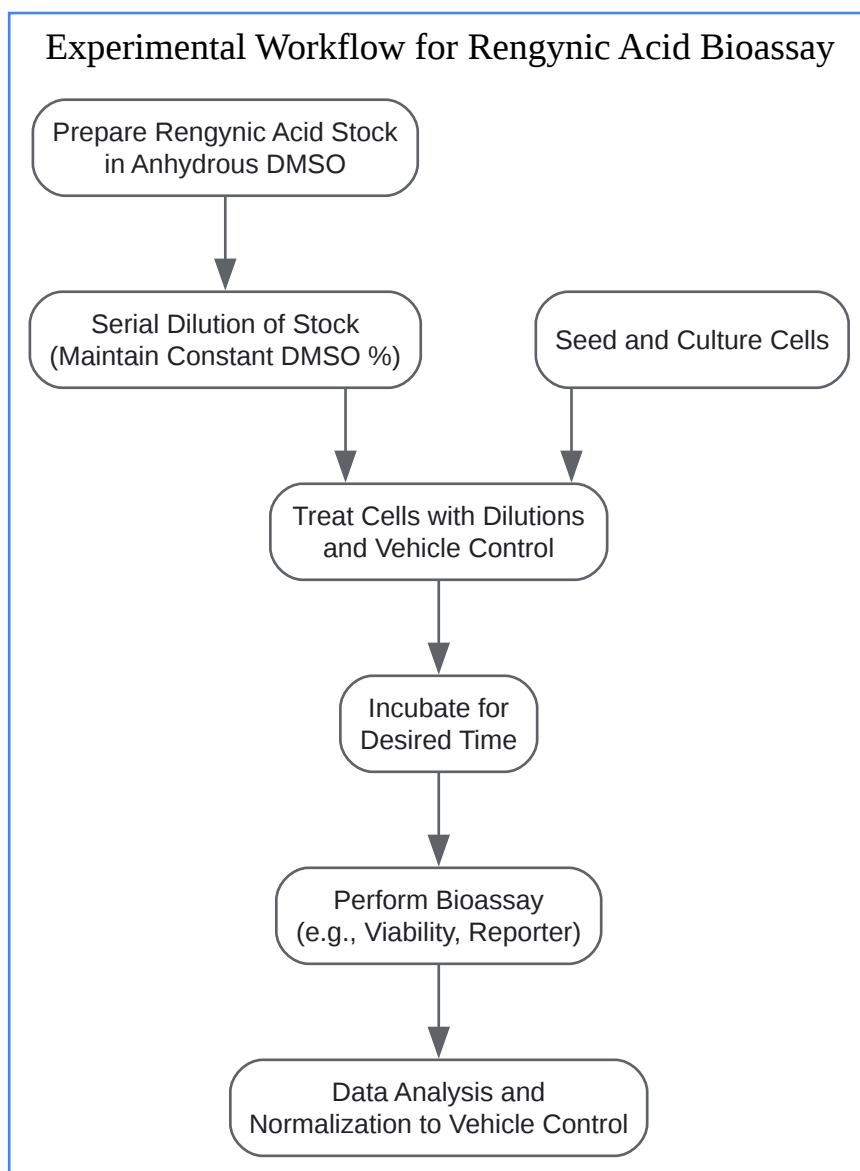 Experimental Workflow for Rengynic Acid Bioassay
Prepare Rengynic Acid Stock
in Anhydrous DMSO
Serial Dilution of Stock
(Maintain Constant DMSO %)
Seed and Culture Cells
Treat Cells with Dilutions
and Vehicle Control
Incubate for
Desired Time
Perform Bioassay
(e.g., Viability, Reporter)
Data Analysis and
Normalization to Vehicle Control